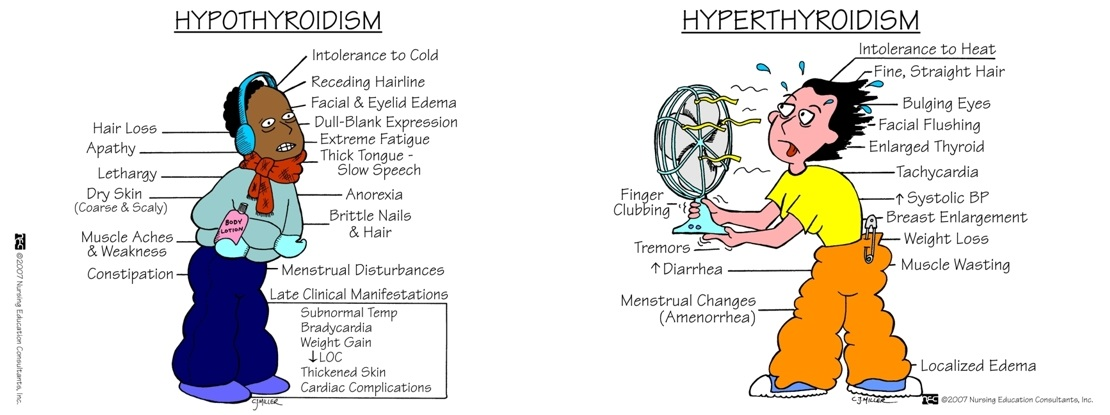 HYPOTHYROIDISM
Intolerance to Cold
Receding Hairline
Facial & Eyelid Edema
Dull-Blank Expression
Extreme Fatigue
Thick Tongue -
Slow Speech
Anorexia
Brittle Nails
& Hair
Menstrual Disturbances
Hair Loss
Apathy
Lethargy
Dry Skin
(Coarse & Scaly)
Muscle Aches
& Weakness
Constipation
BODY
LOTION
Late Clinical Manifestations
Subnormal Temp
Bradycardia
Weight Gain
↓LOC
Thickened Skin
Cardiac Complications
CJMILLER
NEC ©2007 Nursing Education Consultants, Inc.
HYPERTHYROIDISM
Intolerance to Heat
Fine, Straight Hair
Bulging Eyes
Facial Flushing
Enlarged Thyroid
Tachycardia
↑ Systolic BP
Breast Enlargement
Weight Loss
Muscle Wasting
Localized Edema
Finger
Clubbing
Tremors
↑Diarrhea
Menstrual Changes
(Amenorrhea)
CJMILLER
NEC ©2007 Nursing Education Consultants, Inc.